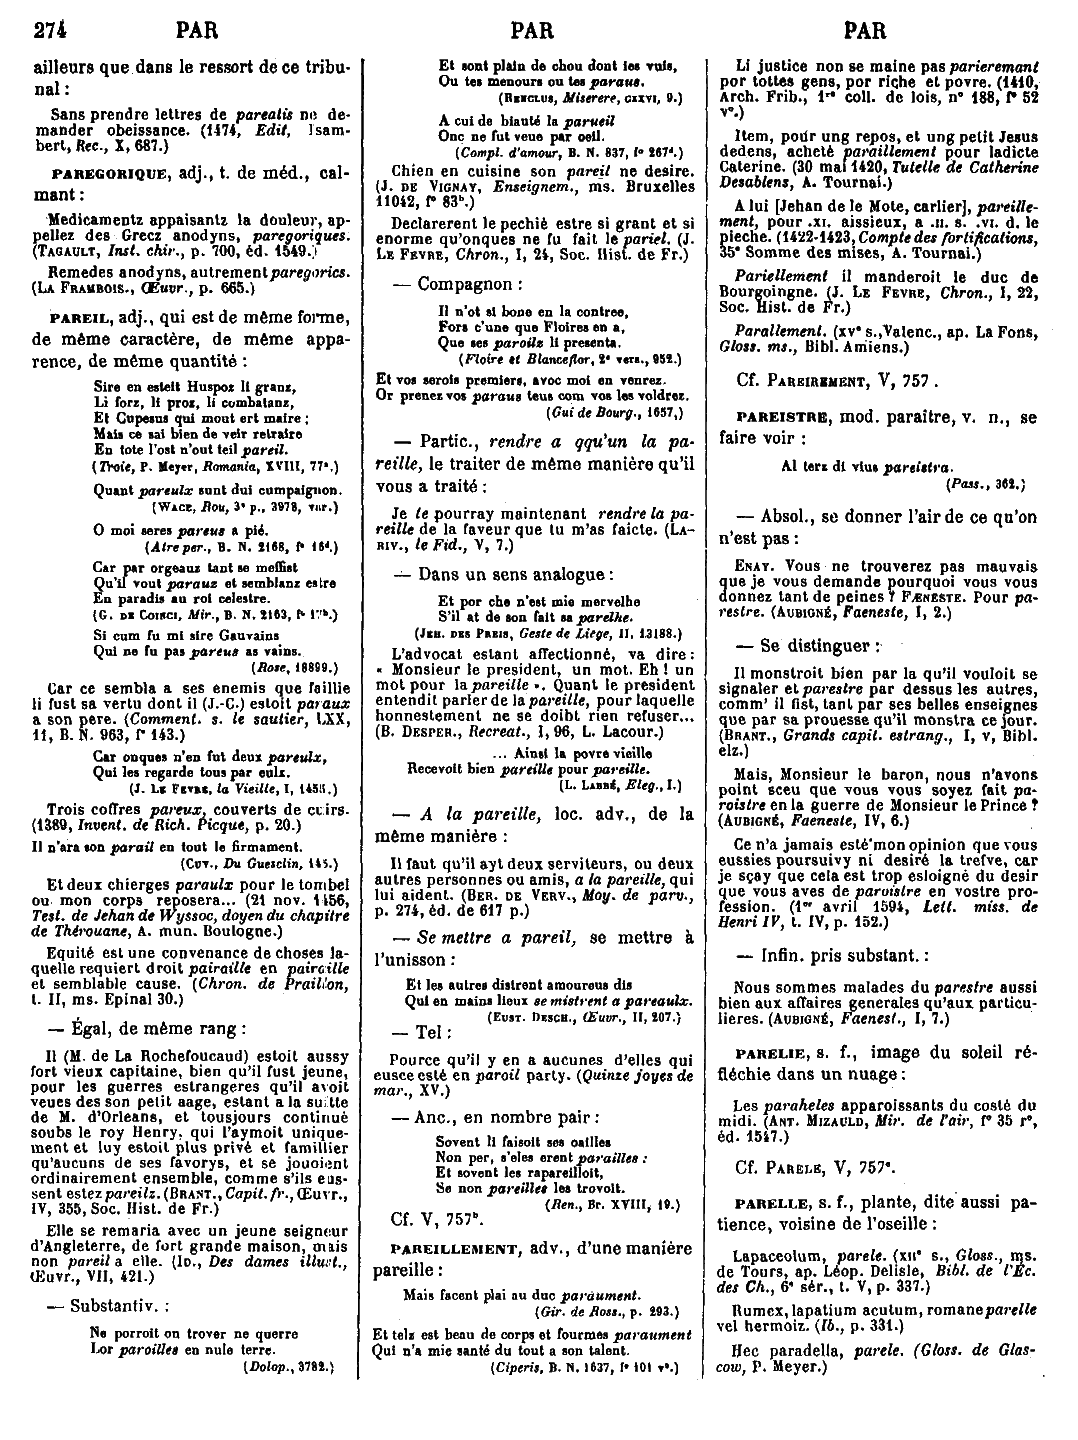 274 PAR PAR PAR
ailleurs que dans le ressort de ce tribu-
nal :
Sans prendre lettres de parealis ne de-
mander obeissance. (1474, Edit, Isam-
bert, Rec., X, 687.)
PAREGORIQUE, adj., t. de méd., cal-
mant :
Medicamentz appaisantz la douleur, ap-
pellez des Grecz anodyns, paregoriques.
(TAGAULT, Inst. chir., p. 700, éd. 1549.)
Remedes anodyns, autrement paregorics.
(LA FRAMBOIS., Œuvr., p. 665.)
PAREIL, adj., qui est de même forme,
de même caractère, de même appa-
rence, de même quantité :
Sire en esteit Huspoz li granz,
Li forz, li proz, li combatanz,
Et Cupesus qui mout ert maire ;
Mais ce sai bien de veir retraire
En tote l'ost n'out teil pareil.
(Troie, P. Meyer, Romania, XVIII, 77ᵃ.)
Quant pareulx sunt dui cumpaignon.
(WACE, Rou, 3ᵉ p., 3978, var.)
O moi seres pareus a pié.
(Atre per., B. N. 2168, fᵒ 16ᵈ.)
Car par orgeauz tant se meffist
Qu'il vout parauz et semblanz estre
En paradis au roi celestre.
(G. DE COINCI, Mir., B. N. 2163, fᵒ 17ᵇ.)
Si cum fu mi sire Gauvains
Qui ne fu pas pareus as vains.
(Rose, 18899.)
Car ce sembla a ses enemis que faillie
li fust sa vertu dont il (J.-C.) estoit paraux
a son pere. (Comment. s. le sautier, LXX,
11, B. N. 963, fᵒ 143.)
Car onques n'en fut deux pareulx,
Qui les regarde tous par eulx.
(J. LE FEVRE, la Vieille, I, 1455.)
Trois coffres pareux, couverts de cuirs.
(1389, Invent. de Rich. Picque, p. 20.)
Il n'ara son parail en tout le firmament.
(CUV., Du Guesclin, 145.)
Et deux chierges paraulx pour le tombel
ou mon corps reposera... (21 nov. 1456,
Test. de Jehan de Wyssoc, doyen du chapitre
de Thérouane, A. mun. Boulogne.)
Equité est une convenance de choses la-
quelle requiert droit pairaille en paireille
et semblable cause. (Chron. de Praillon,
t. II, ms. Epinal 30.)
— Égal, de même rang :
Il (M. de La Rochefoucaud) estoit aussy
fort vieux capitaine, bien qu'il fust jeune,
pour les guerres estrangeres qu'il avoit
veues des son petit aage, estant a la suitte
de M. d'Orleans, et tousjours continué
soubs le roy Henry, qui l'aymoit unique-
ment et luy estoit plus privé et famillier
qu'aucuns de ses favorys, et se jouoient
ordinairement ensemble, comme s'ils eus-
sent estez pareilz. (BRANT., Capit. fr., Œuvr.,
IV, 355, Soc. Hist. de Fr.)
Elle se remaria avec un jeune seigneur
d'Angleterre, de fort grande maison, mais
non pareil a elle. (ID., Des dames illust.,
Œuvr., VII, 421.)
— Substantiv. :
Ne porroit on trover ne querre
Lor paroilles en nule terre.
(Dolop., 3782.)
Et sont plain de chou dont les vuis,
Ou tes menours ou tes paraus.
(RENCLUS, Miserere, CLXVI, 9.)
A cui de biauté la parueil
Onc ne fut veue par oeil.
(Compl. d'amour, B. N. 837, fᵒ 267ᵈ.)
Chien en cuisine son pareil ne desire.
(J. DE VIGNAY, Enseignem., ms. Bruxelles
11042, fᵒ 83ᵇ.)
Declarerent le pechié estre si grant et si
enorme qu'onques ne fu fait le pariel. (J.
LE FEVRE, Chron., I, 24, Soc. Hist. de Fr.)
— Compagnon :
Il n'ot si bone en la contree,
Fors c'une que Floires en a,
Que ses paroilz li presenta.
(Floire et Blanceflor, 2ᵉ vers., 952.)
Et vos serois premiers, avoc moi en venrez.
Or prenez vos paraus teus com vos les voldrez.
(Gui de Bourg., 1657,)
— Partic., rendre a qqu'un la pa-
reille, le traiter de même manière qu'il
vous a traité :
Je te pourray maintenant rendre la pa-
reille de la faveur que tu m'as faicte. (LA-
RIV., le Fid., V, 7.)
— Dans un sens analogue :
Et por che n'est mie mervelhe
S'il at de son fait sa parelhe.
(JEH. DES PREIS, Geste de Liege, II, 13188.)
L'advocat estant affectionné, va dire :
« Monsieur le president, un mot. Eh ! un
mot pour la pareille ». Quant le president
entendit parler de la pareille, pour laquelle
honnestement ne se doibt rien refuser...
(B. DESPER., Recreat., I, 96, L. Lacour.)
... Ainsi la povre vieille
Recevoit bien pareille pour pareille.
(L. LABBÉ, Eleg., I.)
— A la pareille, loc. adv., de la
même manière :
Il faut qu'il ayt deux serviteurs, ou deux
autres personnes ou amis, a la pareille, qui
lui aident. (BER. DE VERV., Moy. de parv.,
p. 274, éd. de 617 p.)
— Se mettre a pareil, se mettre à
l'unisson :
Et les autres distrent amoureus dis
Qui en mains lieux se mistrent a pareaulx.
(EUST. DESCH., Œuvr., II, 207.)
— Tel :
Pource qu'il y en a aucunes d'elles qui
eusce esté en paroil party. (Quinze joyes de
mar., XV.)
— Anc., en nombre pair :
Sovent li faisoit ses oailles
Non per, s'eles erent parailles :
Et sovent les rapareilloit,
Se non pareilles les trovoit.
(Ren., Br. XVIII, 19.)
Cf. V, 757ᵇ.
PAREILLEMENT, adv., d'une manière
pareille :
Mais facent plai au duc paraument.
(Gir. de Ross., p. 293.)
Et telz est beau de corps et fourmes paraument
Qui n'a mie santé du tout a son talent.
(Ciperis, B. N. 1637, fᵒ 101 vᵒ.)
Li justice non se maine pas parieremant
por tottes gens, por riche et povre. (1410,
Arch. Frib., 1ʳᵉ coll. de lois, nᵒ 188, fᵒ 52
vᵒ.)
Item, pour ung repos, et ung petit Jesus
dedens, acheté paraillement pour ladicte
Caterine. (30 mai 1420, Tutelle de Catherine
Desablens, A. Tournai.)
A lui [Jehan de le Mote, carlier], pareille-
ment, pour .XI. aissieux, a .II. s. .VI. d. le
pieche. (1422-1423, Compte des fortifications,
35ᵉ Somme des mises, A. Tournai.)
Pariellement il manderoit le duc de
Bourgoingne. (J. LE FEVRE, Chron., I, 22,
Soc. Hist. de Fr.)
Parallement. (XVᵉ s., Valenc., ap. La Fons,
Gloss. ms., Bibl. Amiens.)
Cf. PAREIREMENT, V, 757.
PAREISTRE, mod. paraître, v. n., se
faire voir :
Al terz di vius pareistra.
(Pass., 362.)
— Absol., se donner l'air de ce qu'on
n'est pas :
ENAY. Vous ne trouverez pas mauvais
que je vous demande pourquoi vous vous
donnez tant de peines ? FÆNESTE. Pour pa-
restre. (AUBIGNÉ, Faeneste, I, 2.)
— Se distinguer :
Il monstroit bien par la qu'il vouloit se
signaler et parestre par dessus les autres,
comm' il fist, tant par ses belles enseignes
que par sa prouesse qu'il monstra ce jour.
(BRANT., Grands capit. estrang., I, V, Bibl.
elz.)
Mais, Monsieur le baron, nous n'avons
point sceu que vous vous soyez fait pa-
roistre en la guerre de Monsieur le Prince ?
(AUBIGNÉ, Faeneste, IV, 6.)
Ce n'a jamais esté mon opinion que vous
eussies poursuivy ni desiré la trefve, car
je sçay que cela est trop esloigné du desir
que vous aves de paroistre en vostre pro-
fession. (1ᵉʳ avril 1594, Lett. miss. de
Henri IV, t. IV, p. 152.)
— Infin. pris substant. :
Nous sommes malades du parestre aussi
bien aux affaires generales qu'aux particu-
lieres. (AUBIGNÉ, Faenest., I, 7.)
PARELIE, s. f., image du soleil ré-
fléchie dans un nuage :
Les paraheles apparoissants du costé du
midi. (ANT. MIZAULD, Mir. de l'air, fᵒ 35 rᵒ,
éd. 1547.)
Cf. PARELE, V, 757ᶜ.
PARELLE, s. f., plante, dite aussi pa-
tience, voisine de l'oseille :
Lapaceolum, parele. (XIIᵉ s., Gloss., ms.
de Tours, ap. Léop. Delisle, Bibl. de l'Éc.
des Ch., 6ᵉ sér., t. V, p. 337.)
Rumex, lapatium acutum, romane parelle
vel hermoiz. (Ib., p. 331.)
Hec paradella, parele. (Gloss. de Glas-
cow, P. Meyer.)